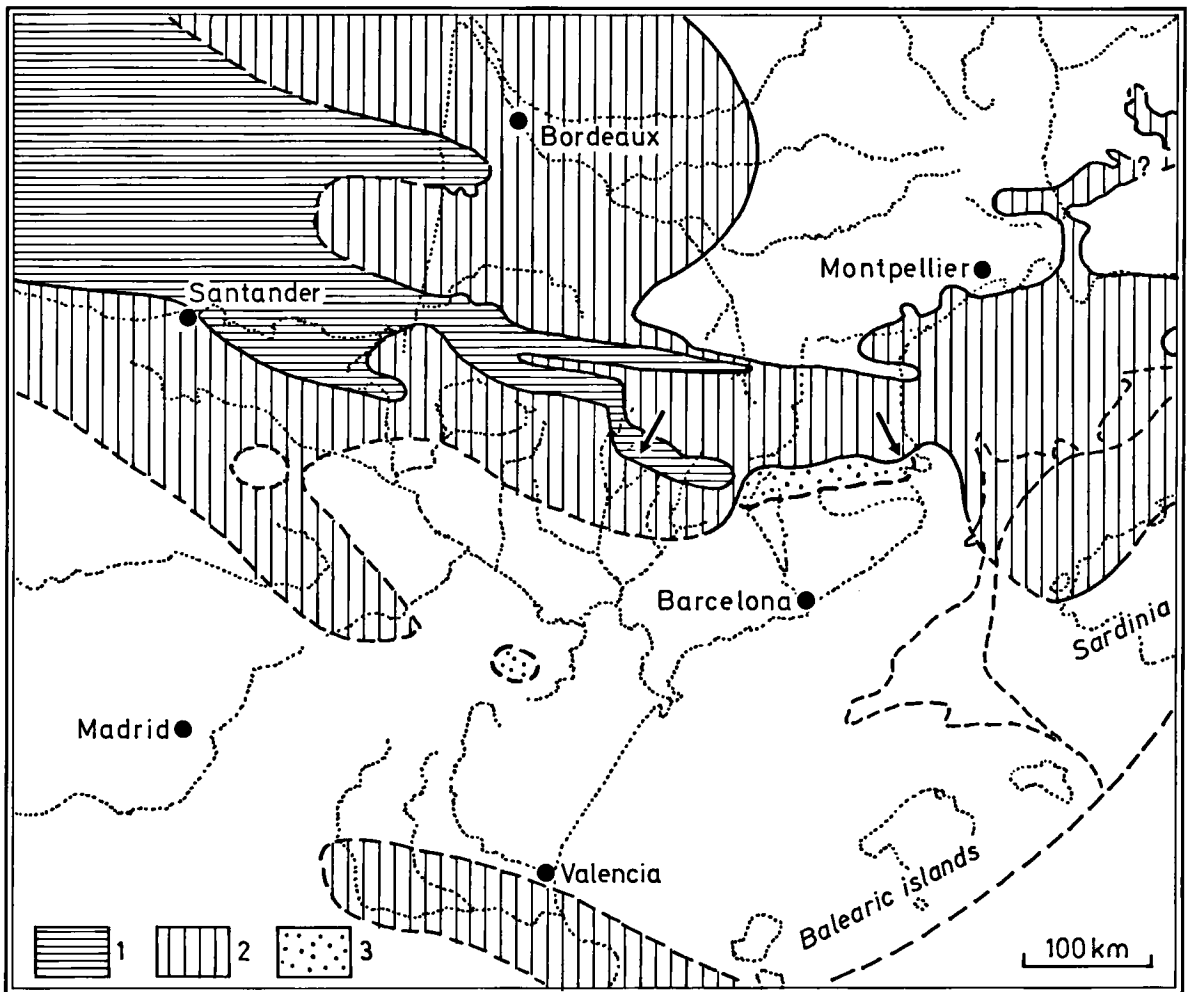 Bordeaux
?
Montpellier
Santander
Barcelona
Sardinia
Madrid
Valencia
Balearic islands
1
2
3
100 km